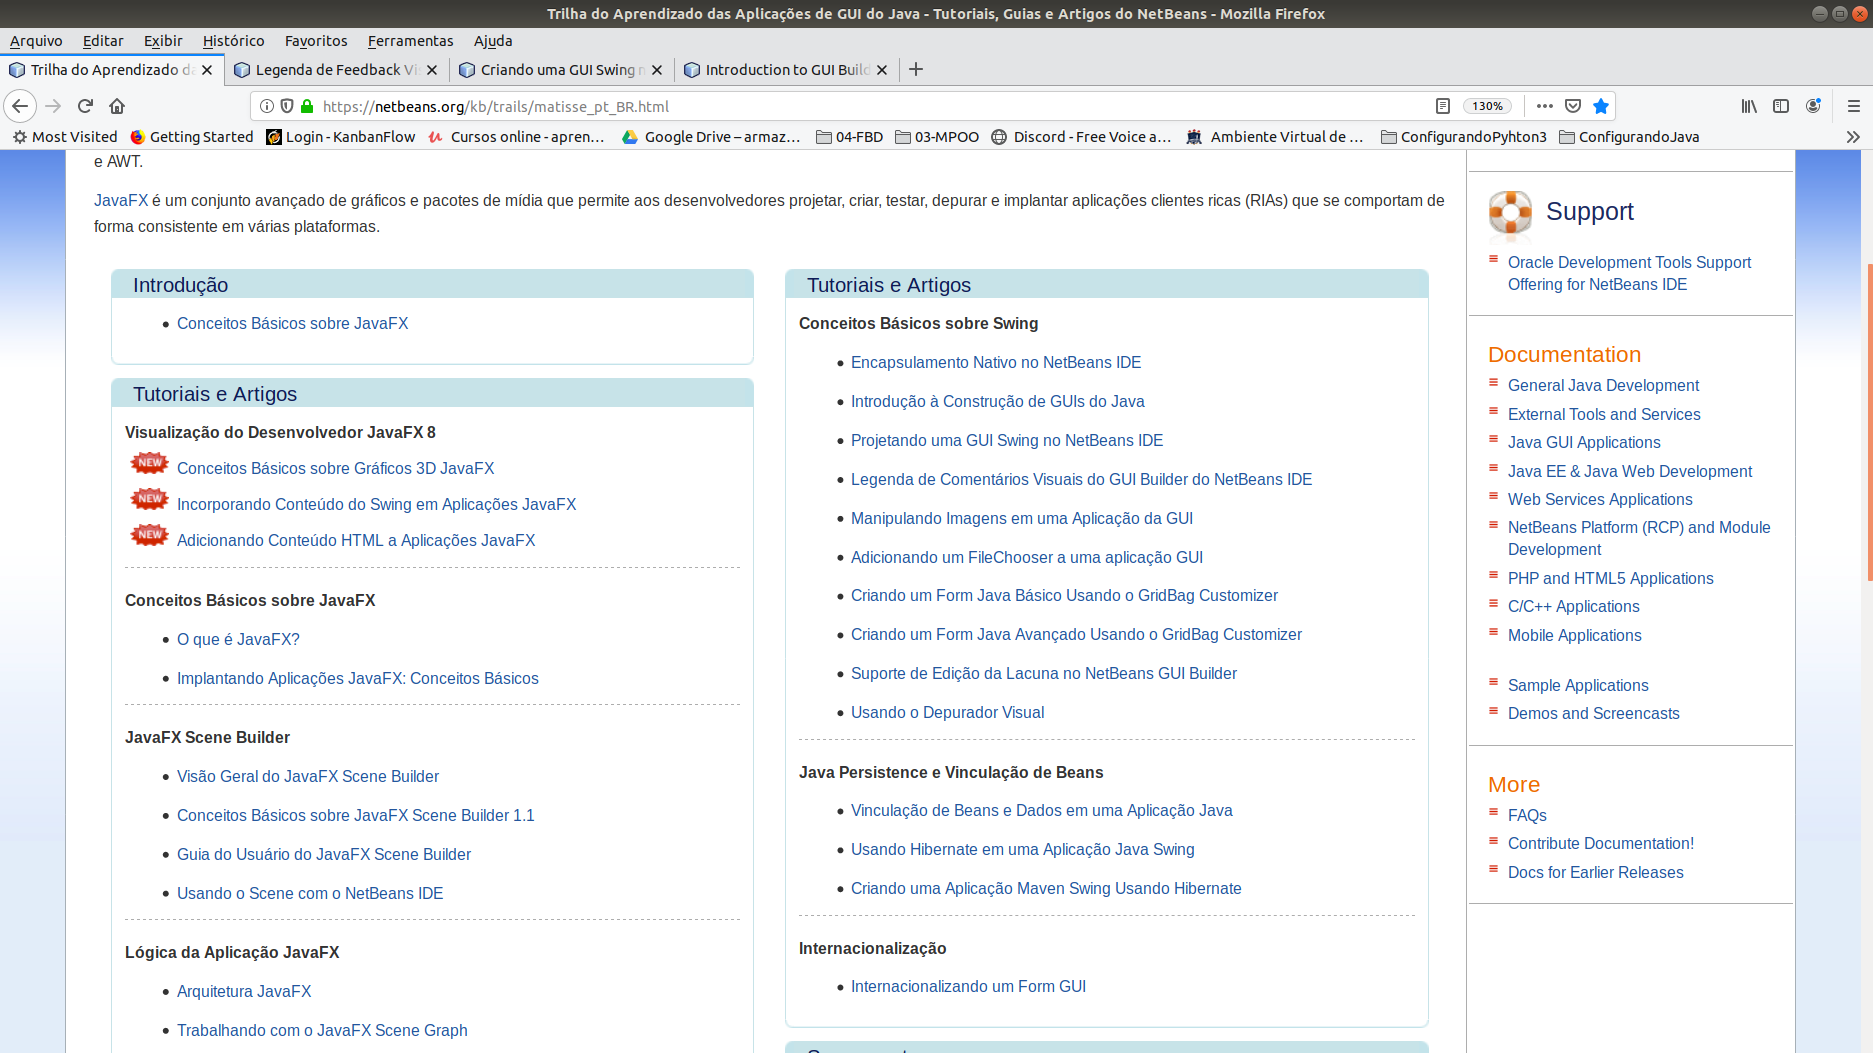 Trilha do Aprendizado das Aplicações de GUI do Java - Tutoriais, Guias e Artigos do NetBeans - Mozilla Firefox
Arquivo Editar Exibir Histórico Favoritos Ferramentas Ajuda
Trilha do Aprendizado da Legenda de Feedback Vi Criando uma GUI Swing n Introduction to GUI Build
https://netbeans.org/kb/trails/matisse_pt_BR.html 130%
Most Visited Getting Started Login - KanbanFlow Cursos online - apren... Google Drive – armaz... 04-FBD 03-MPOO Discord - Free Voice a... Ambiente Virtual de ... ConfigurandoPyhton3 ConfigurandoJava
e AWT.
JavaFX é um conjunto avançado de gráficos e pacotes de mídia que permite aos desenvolvedores projetar, criar, testar, depurar e implantar aplicações clientes ricas (RIAs) que se comportam de
forma consistente em várias plataformas.
Introdução
Conceitos Básicos sobre JavaFX
Tutoriais e Artigos
Visualização do Desenvolvedor JavaFX 8
NEW Conceitos Básicos sobre Gráficos 3D JavaFX
NEW Incorporando Conteúdo do Swing em Aplicações JavaFX
NEW Adicionando Conteúdo HTML a Aplicações JavaFX
Conceitos Básicos sobre JavaFX
O que é JavaFX?
Implantando Aplicações JavaFX: Conceitos Básicos
JavaFX Scene Builder
Visão Geral do JavaFX Scene Builder
Conceitos Básicos sobre JavaFX Scene Builder 1.1
Guia do Usuário do JavaFX Scene Builder
Usando o Scene com o NetBeans IDE
Lógica da Aplicação JavaFX
Arquitetura JavaFX
Trabalhando com o JavaFX Scene Graph
Tutoriais e Artigos
Conceitos Básicos sobre Swing
Encapsulamento Nativo no NetBeans IDE
Introdução à Construção de GUIs do Java
Projetando uma GUI Swing no NetBeans IDE
Legenda de Comentários Visuais do GUI Builder do NetBeans IDE
Manipulando Imagens em uma Aplicação da GUI
Adicionando um FileChooser a uma aplicação GUI
Criando um Form Java Básico Usando o GridBag Customizer
Criando um Form Java Avançado Usando o GridBag Customizer
Suporte de Edição da Lacuna no NetBeans GUI Builder
Usando o Depurador Visual
Java Persistence e Vinculação de Beans
Vinculação de Beans e Dados em uma Aplicação Java
Usando Hibernate em uma Aplicação Java Swing
Criando uma Aplicação Maven Swing Usando Hibernate
Internacionalização
Internacionalizando um Form GUI
Support
Oracle Development Tools Support
Offering for NetBeans IDE
Documentation
General Java Development
External Tools and Services
Java GUI Applications
Java EE & Java Web Development
Web Services Applications
NetBeans Platform (RCP) and Module
Development
PHP and HTML5 Applications
C/C++ Applications
Mobile Applications
Sample Applications
Demos and Screencasts
More
FAQs
Contribute Documentation!
Docs for Earlier Releases